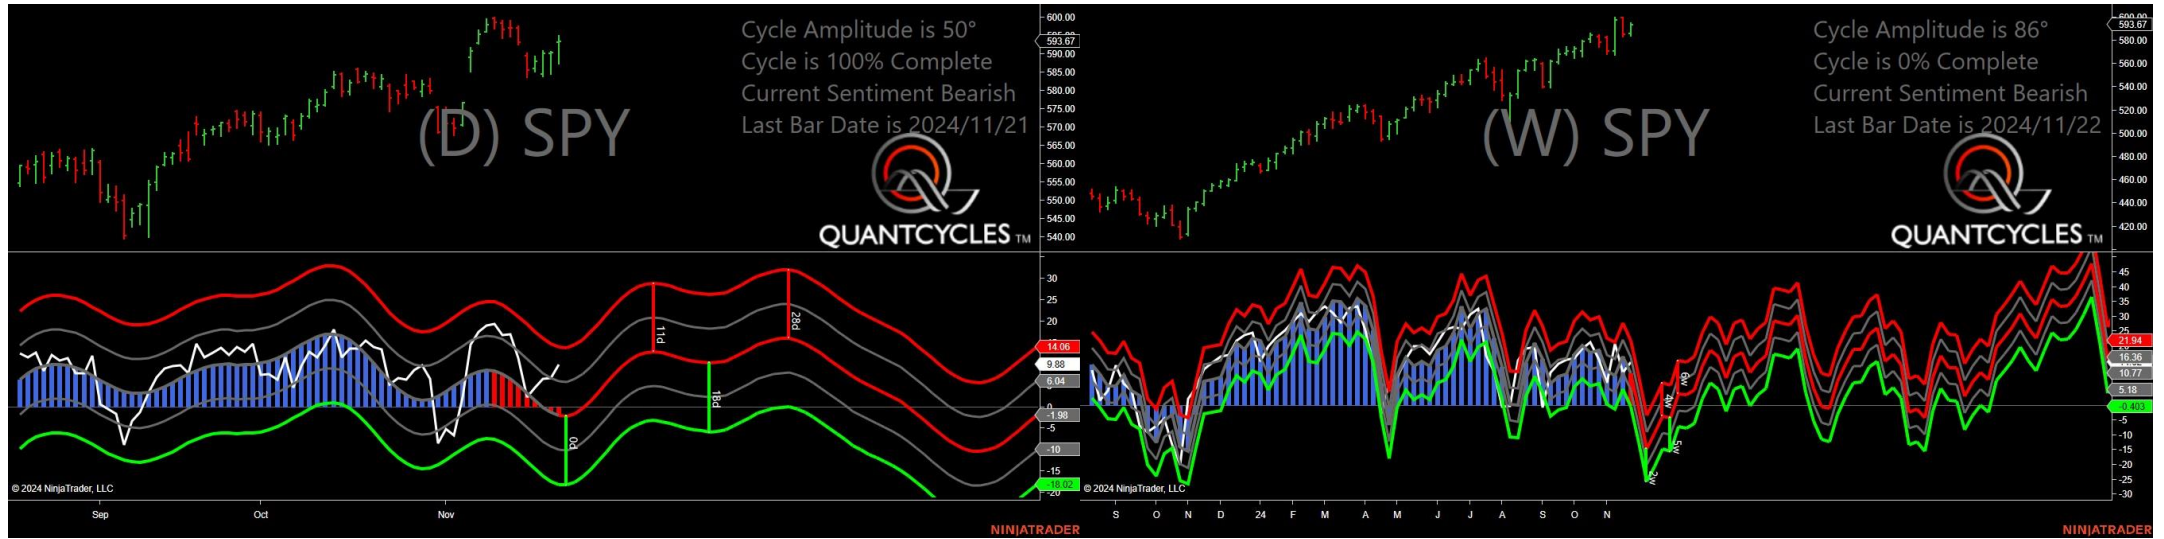 Cycle Amplitude is 50°
Cycle is 100% Complete
Current Sentiment Bearish
Last Bar Date is 2024/11/21
(D) SPY
QUANTCYCLES TM
600.00
593.67
590.00
585.00
580.00
575.00
570.00
565.00
560.00
555.00
550.00
545.00
540.00
30
25
20
14.06
9.88
6.04
0
-1.98
-5
-10
-15
-18.02
-20
0d
11d
18d
28d
© 2024 NinjaTrader, LLC
Sep Oct Nov
NINJATRADER
Cycle Amplitude is 86°
Cycle is 0% Complete
Current Sentiment Bearish
Last Bar Date is 2024/11/22
(W) SPY
QUANTCYCLES TM
600.00
593.67
580.00
560.00
540.00
520.00
500.00
480.00
460.00
440.00
420.00
45
40
35
30
25
21.94
16.36
10.77
5.18
-0.403
-5
-10
-15
-20
-25
-30
2w
4w
5w
6w
© 2024 NinjaTrader, LLC
S O N D 24 F M A M J J A S O N
NINJATRADER